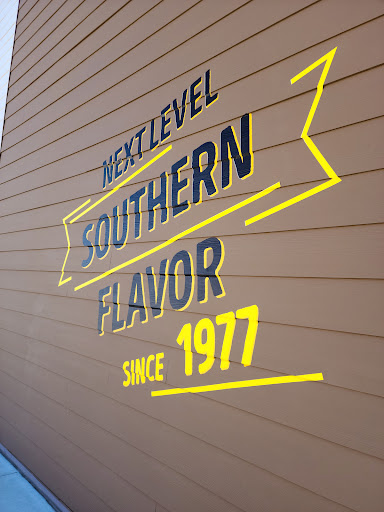 NEXT LEVEL
SOUTHERN
FLAVOR
SINCE 1977